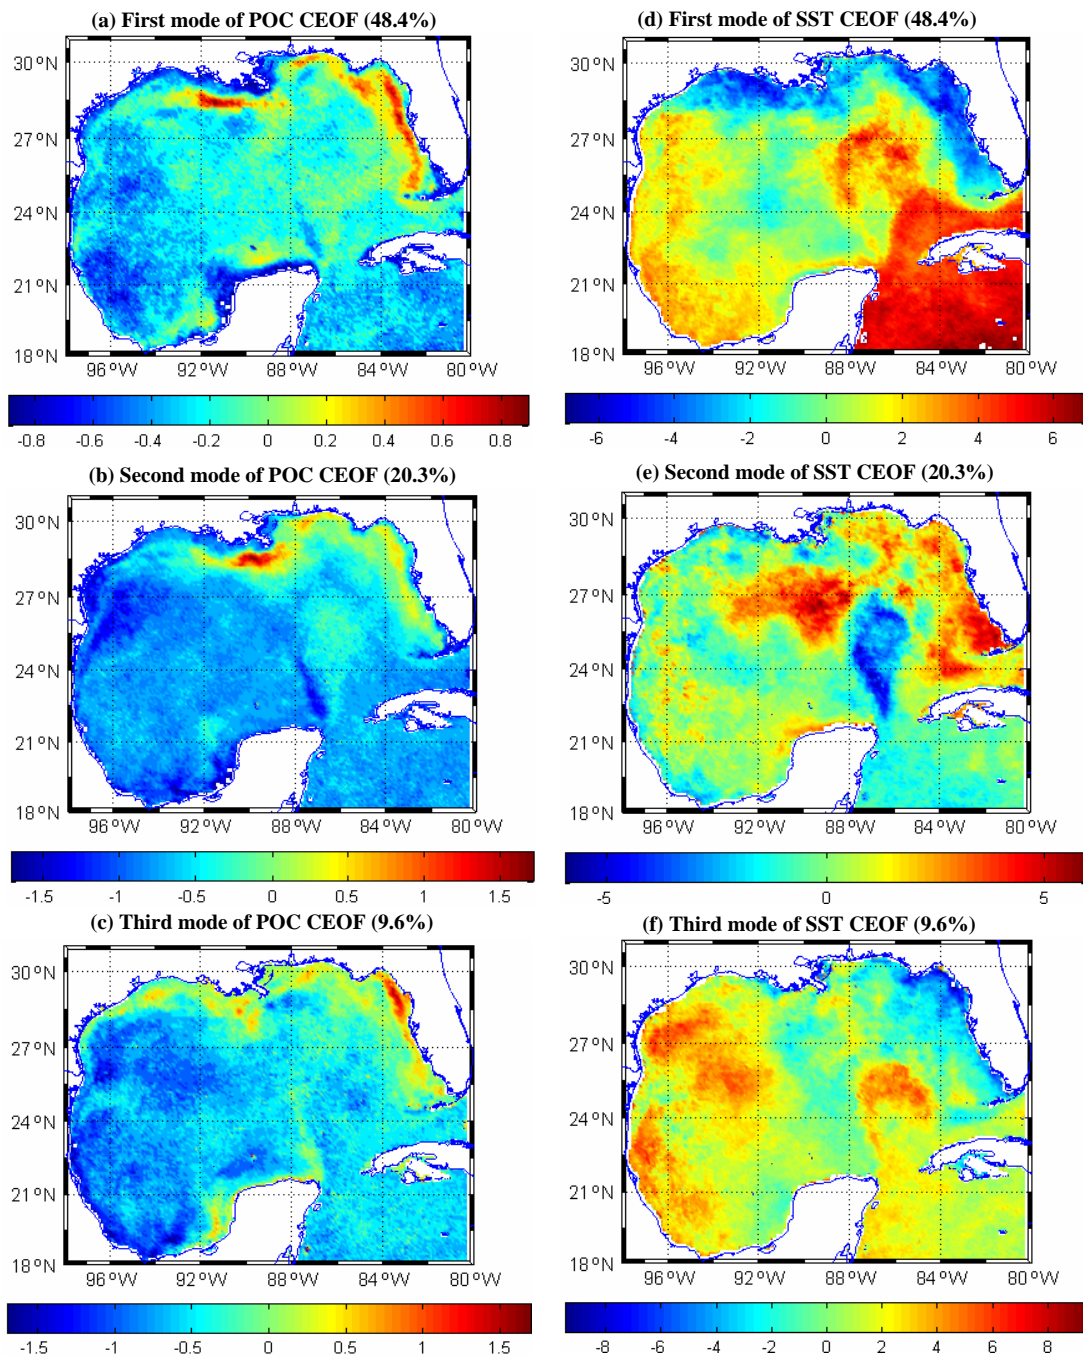 (a) First mode of POC CEOF (48.4%)
30°N
27°N
24°N
21°N
18°N
96°W 92°W 88°W 84°W 80°W
-0.8 -0.6 -0.4 -0.2 0 0.2 0.4 0.6 0.8
(d) First mode of SST CEOF (48.4%)
30°N
27°N
24°N
21°N
18°N
96°W 92°W 88°W 84°W 80°W
-6 -4 -2 0 2 4 6
(b) Second mode of POC CEOF (20.3%)
30°N
27°N
24°N
21°N
18°N
96°W 92°W 88°W 84°W 80°W
-1.5 -1 -0.5 0 0.5 1 1.5
(e) Second mode of SST CEOF (20.3%)
30°N
27°N
24°N
21°N
18°N
96°W 92°W 88°W 84°W 80°W
-5 0 5
(c) Third mode of POC CEOF (9.6%)
30°N
27°N
24°N
21°N
18°N
96°W 92°W 88°W 84°W 80°W
-1.5 -1 -0.5 0 0.5 1 1.5
(f) Third mode of SST CEOF (9.6%)
30°N
27°N
24°N
21°N
18°N
96°W 92°W 88°W 84°W 80°W
-8 -6 -4 -2 0 2 4 6 8